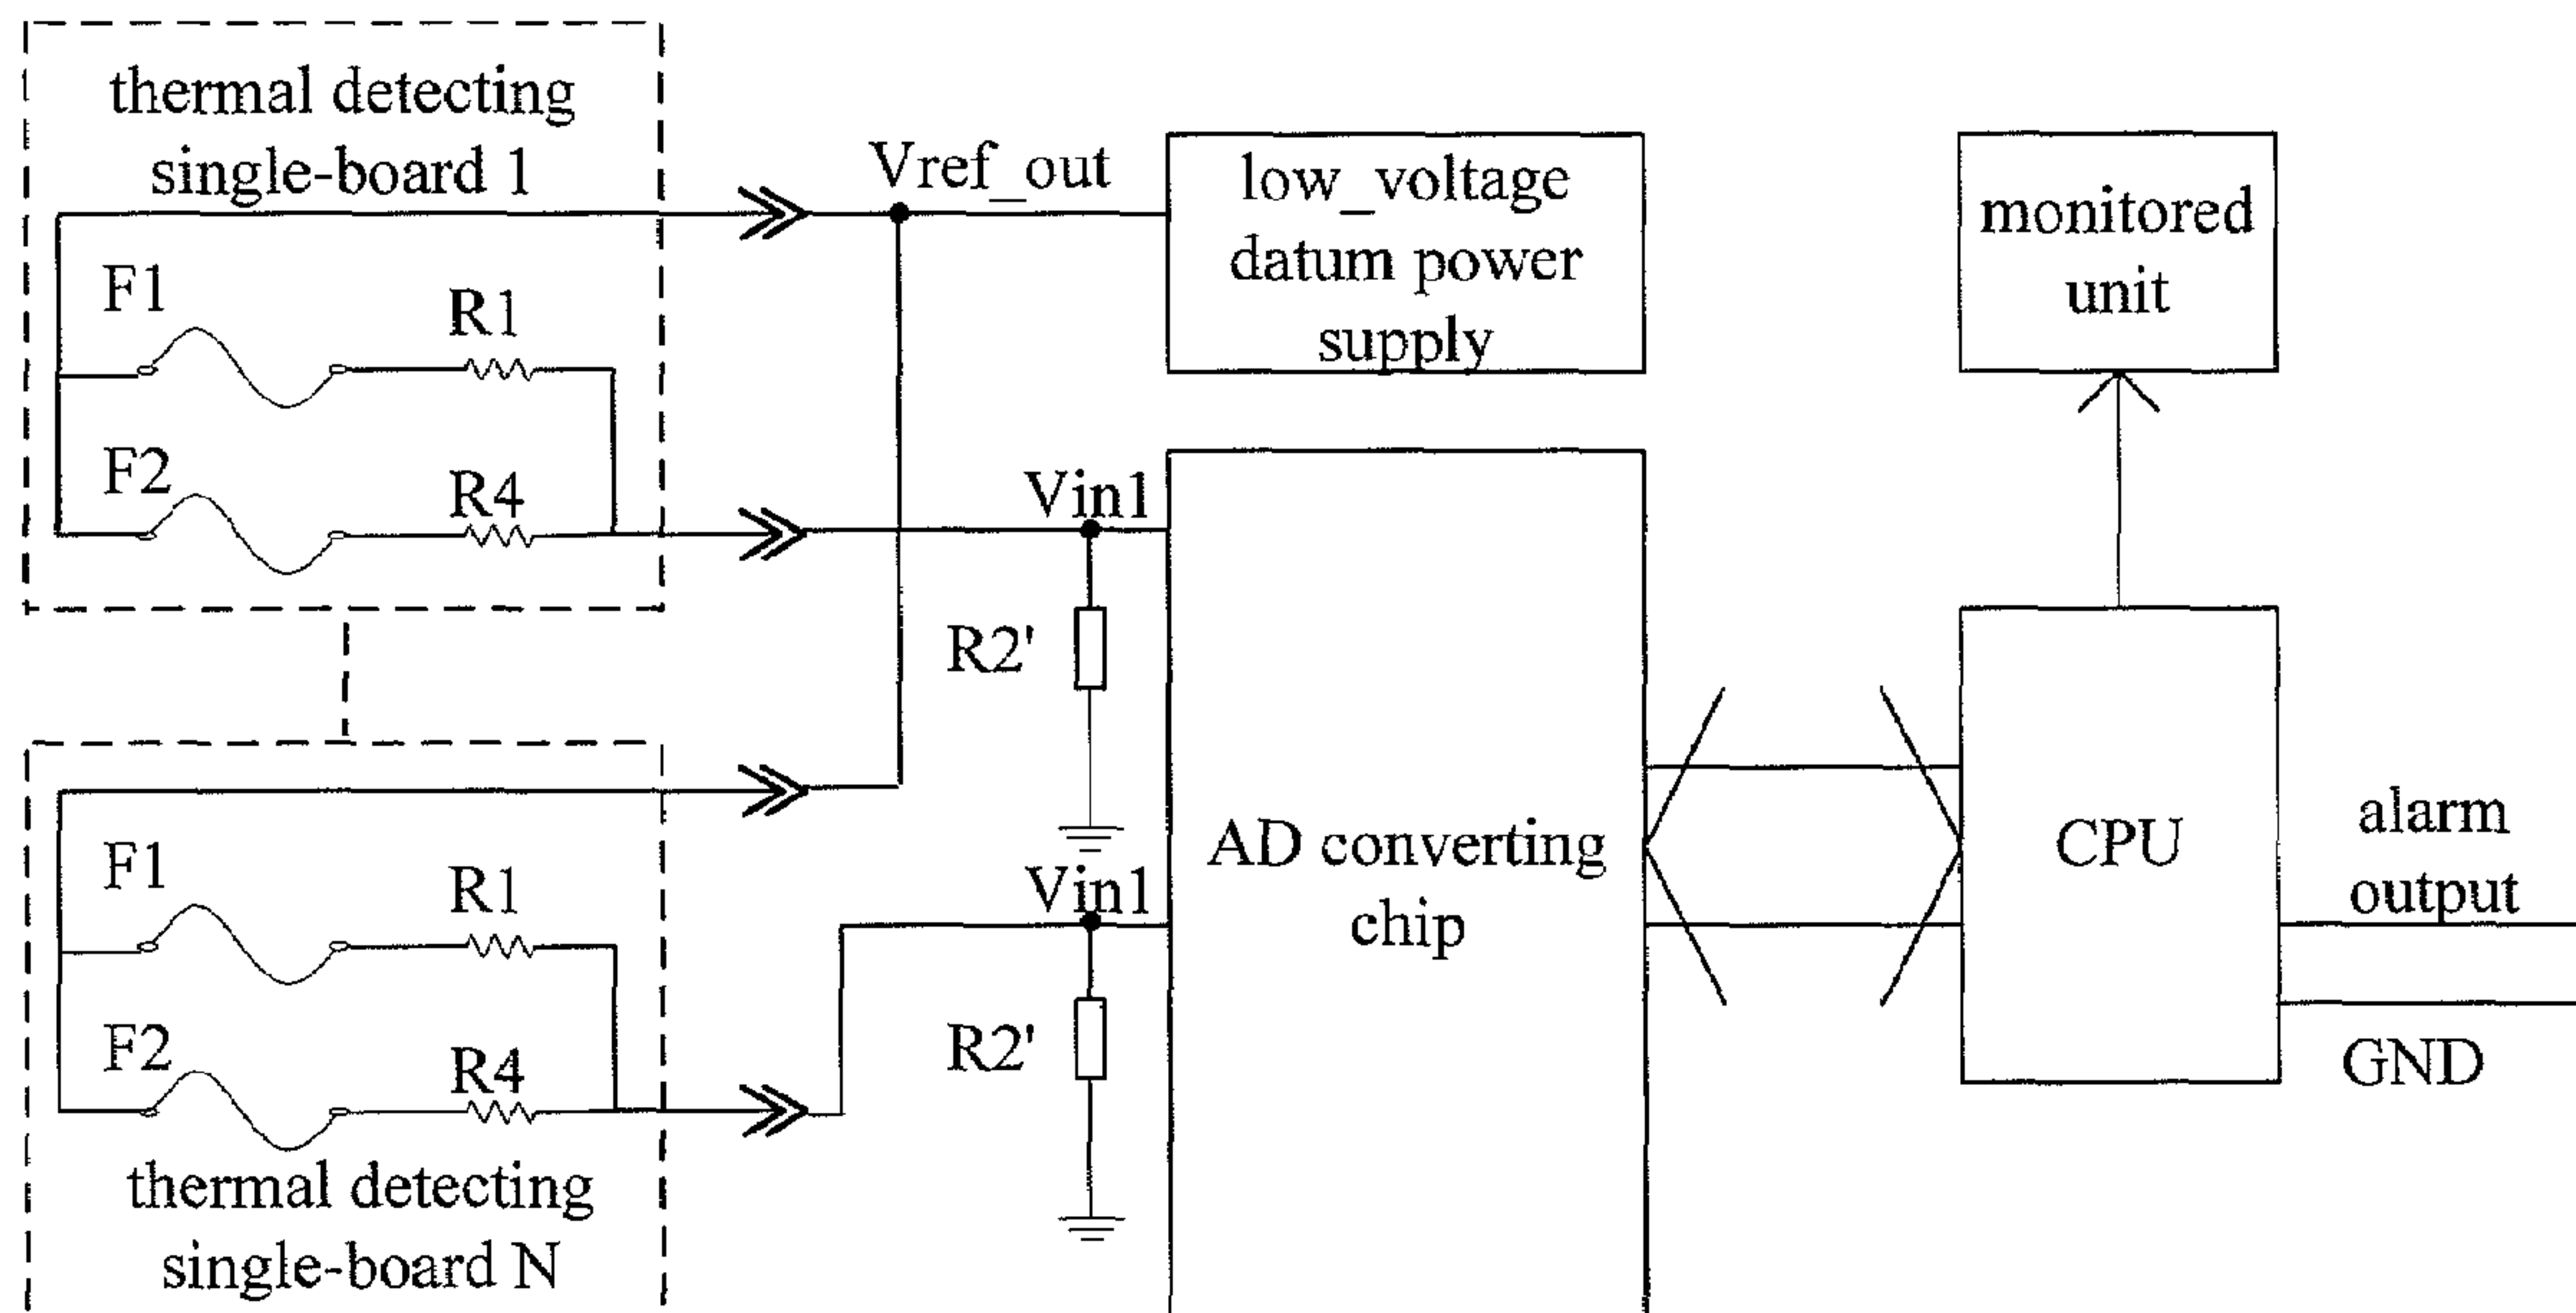 thermal detecting
single-board 1
F1
R1
F2
R4
Vref_out
low_voltage
datum power
supply
monitored
unit
Vin1
R2'
AD converting
chip
CPU
alarm
output
GND
F1
R1
F2
R4
thermal detecting
single-board N
Vin1
R2'